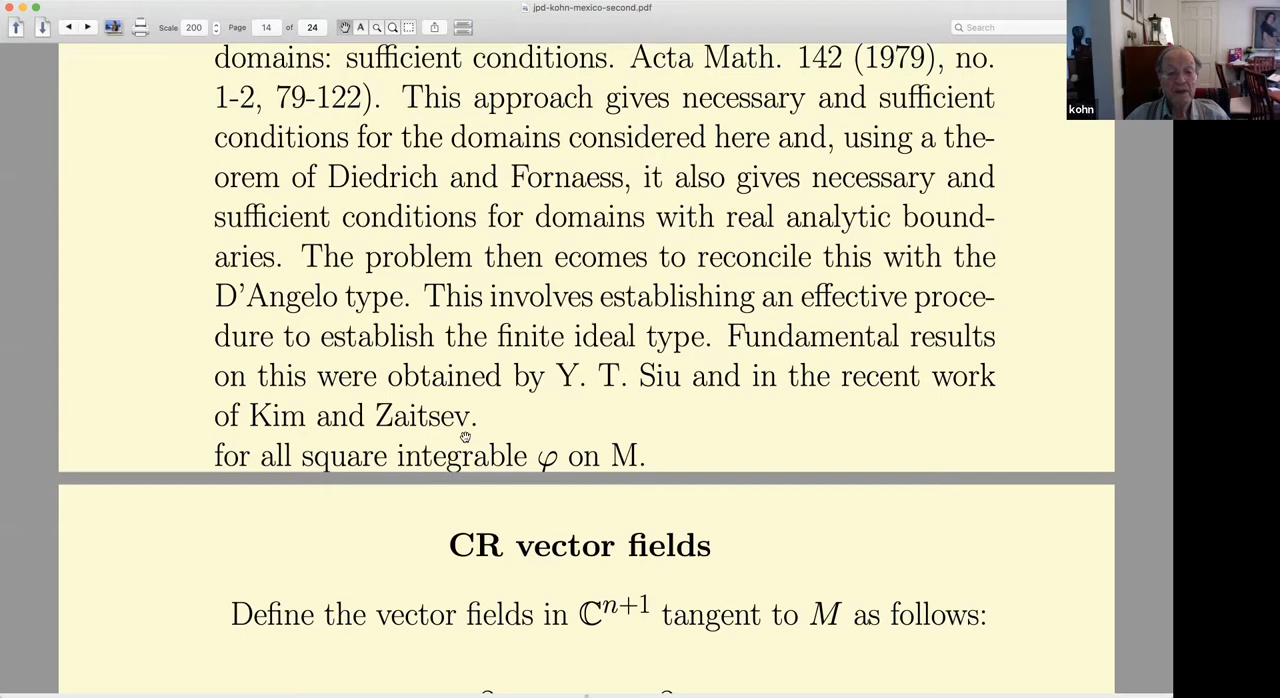 jpd-kohn-mexico-second.pdf
Scale 200 Page 14 of 24 A Search
kohn
domains: sufficient conditions. Acta Math. 142 (1979), no.
1-2, 79-122). This approach gives necessary and sufficient
conditions for the domains considered here and, using a the-
orem of Diedrich and Fornaess, it also gives necessary and
sufficient conditions for domains with real analytic bound-
aries. The problem then ecomes to reconcile this with the
D'Angelo type. This involves establishing an effective proce-
dure to establish the finite ideal type. Fundamental results
on this were obtained by Y. T. Siu and in the recent work
of Kim and Zaitsev.
for all square integrable φ on M.
CR vector fields
Define the vector fields in ℂⁿ⁺¹ tangent to M as follows: